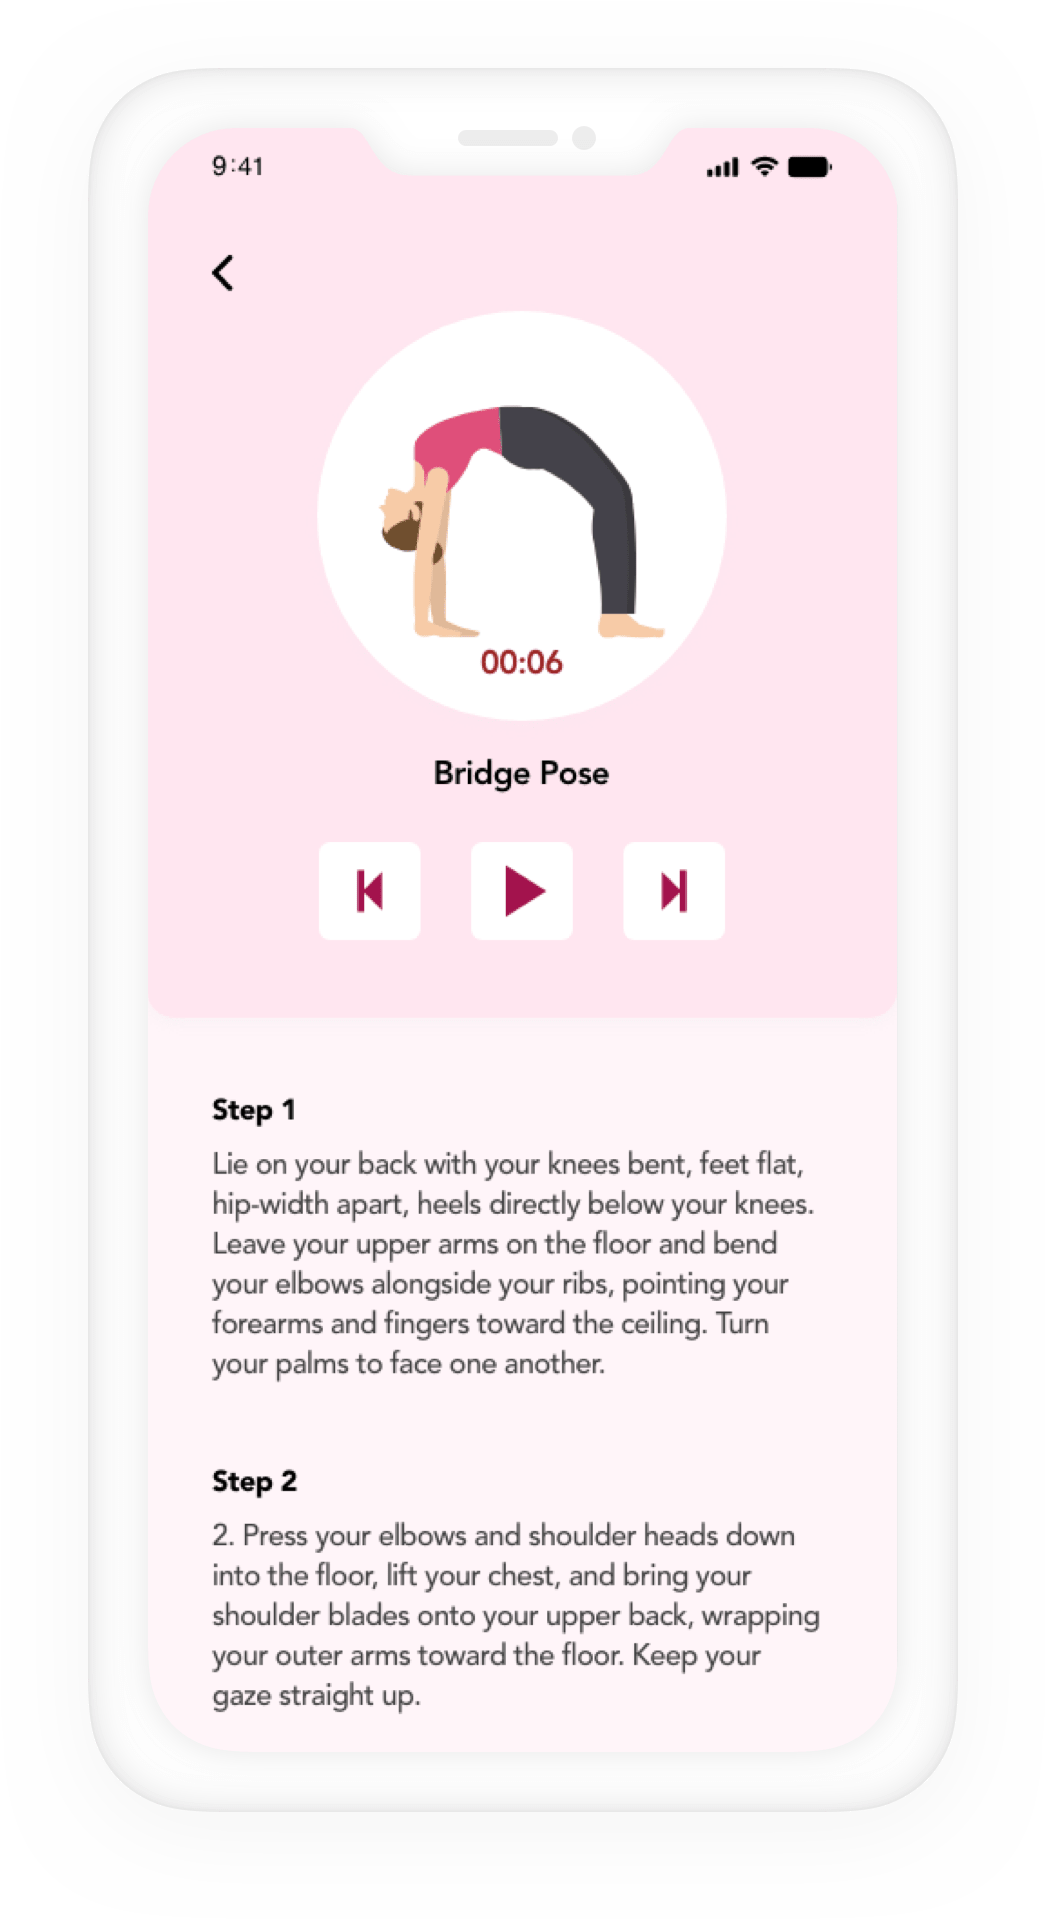 9:41
00:06
Bridge Pose
Step 1
Lie on your back with your knees bent, feet flat,
hip-width apart, heels directly below your knees.
Leave your upper arms on the floor and bend
your elbows alongside your ribs, pointing your
forearms and fingers toward the ceiling. Turn
your palms to face one another.
Step 2
2. Press your elbows and shoulder heads down
into the floor, lift your chest, and bring your
shoulder blades onto your upper back, wrapping
your outer arms toward the floor. Keep your
gaze straight up.